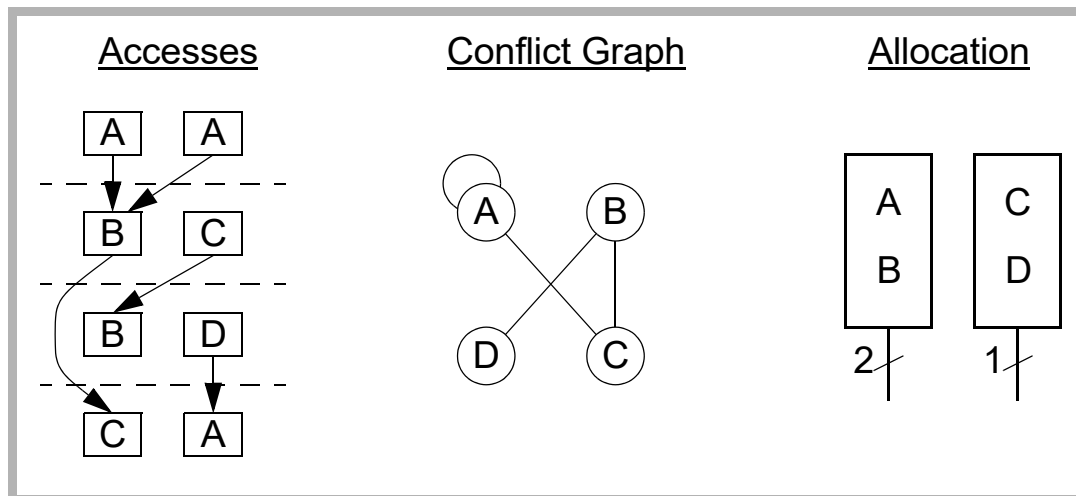 Accesses
A A
B C
B D
C A
Conflict Graph
A B
D C
Allocation
A C
B D
2 1